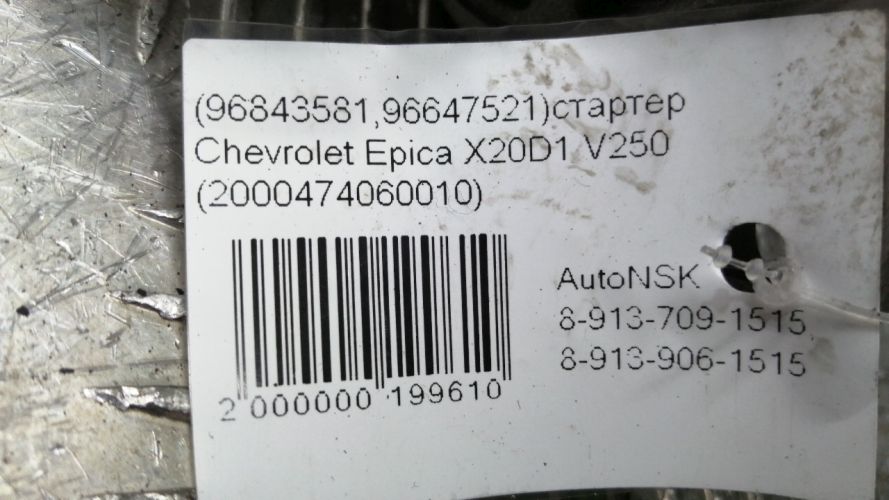 (96843581,96647521)стартер
Chevrolet Epica X20D1 V250
(2000474060010)
AutoNSK
8-913-709-1515
8-913-906-1515
2 000000 199610